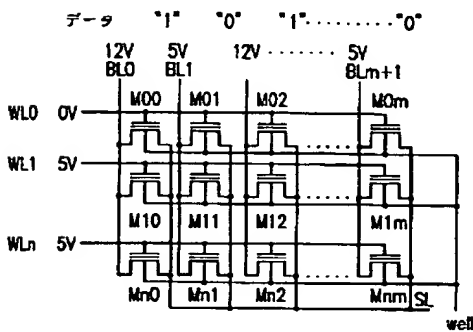 データ "1" "0" "1"‥‥‥‥"0"
12V 5V 12V‥‥‥‥ 5V
BL0 BL1 BLm+1
M00 M01 M02 M0m
WL0 0V
WL1 5V
M10 M11 M12 M1m
WLn 5V
Mn0 Mn1 Mn2 Mnm
SL
well